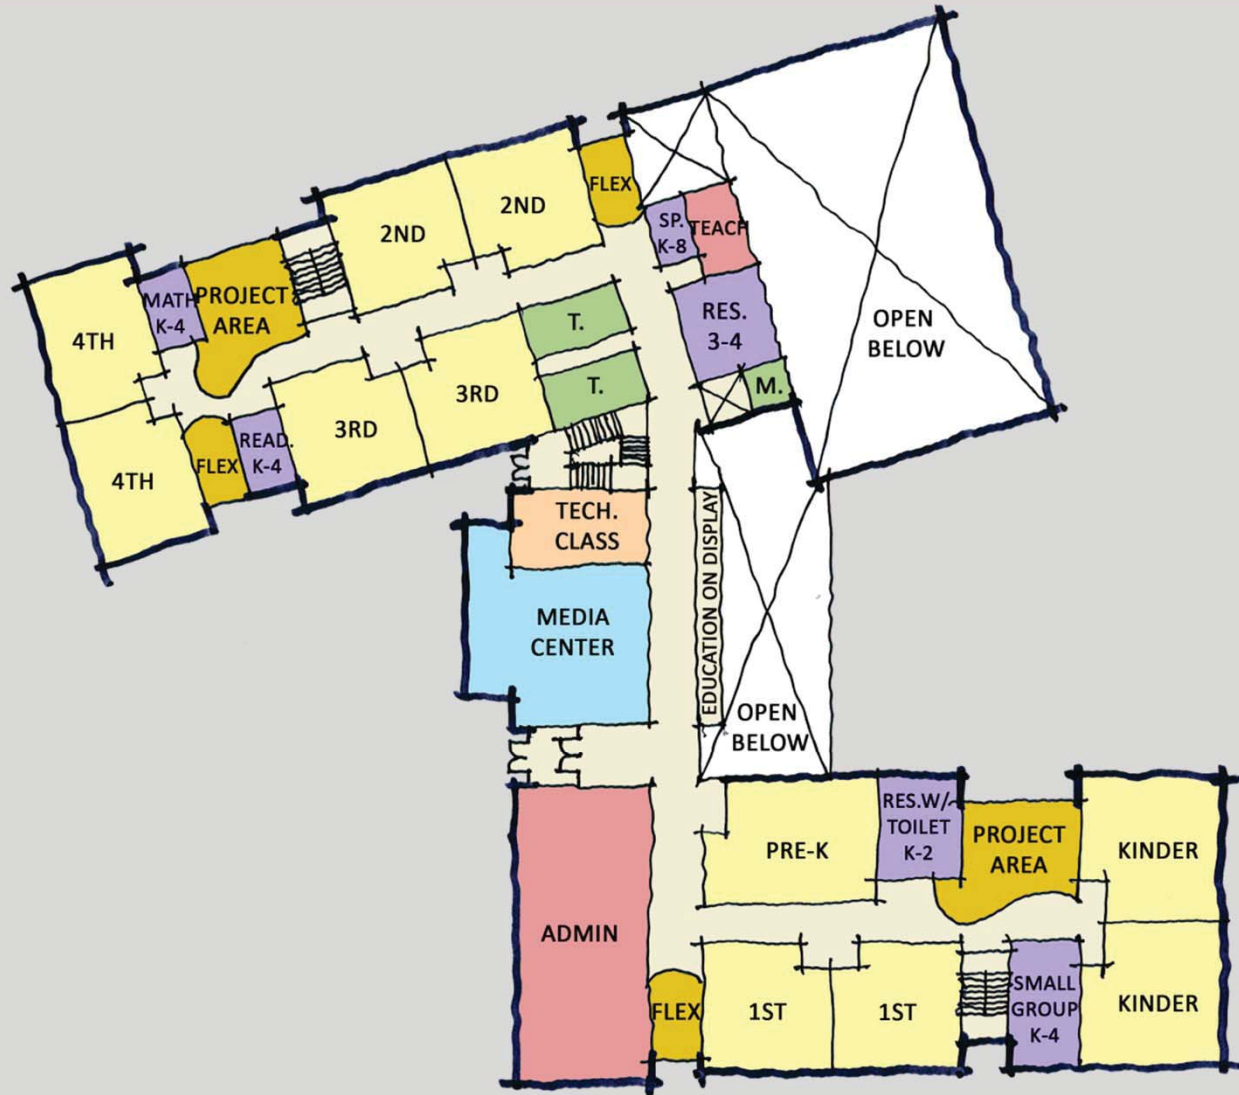 2ND
2ND
FLEX
SP.
K-8
TEACH
4TH
MATH
K-4
PROJECT
AREA
3RD
3RD
T.
T.
RES.
3-4
M.
OPEN
BELOW
4TH
FLEX
READ.
K-4
TECH.
CLASS
MEDIA
CENTER
EDUCATION ON DISPLAY
OPEN
BELOW
ADMIN
FLEX
PRE-K
RES.W/
TOILET
K-2
PROJECT
AREA
KINDER
1ST
1ST
SMALL
GROUP
K-4
KINDER